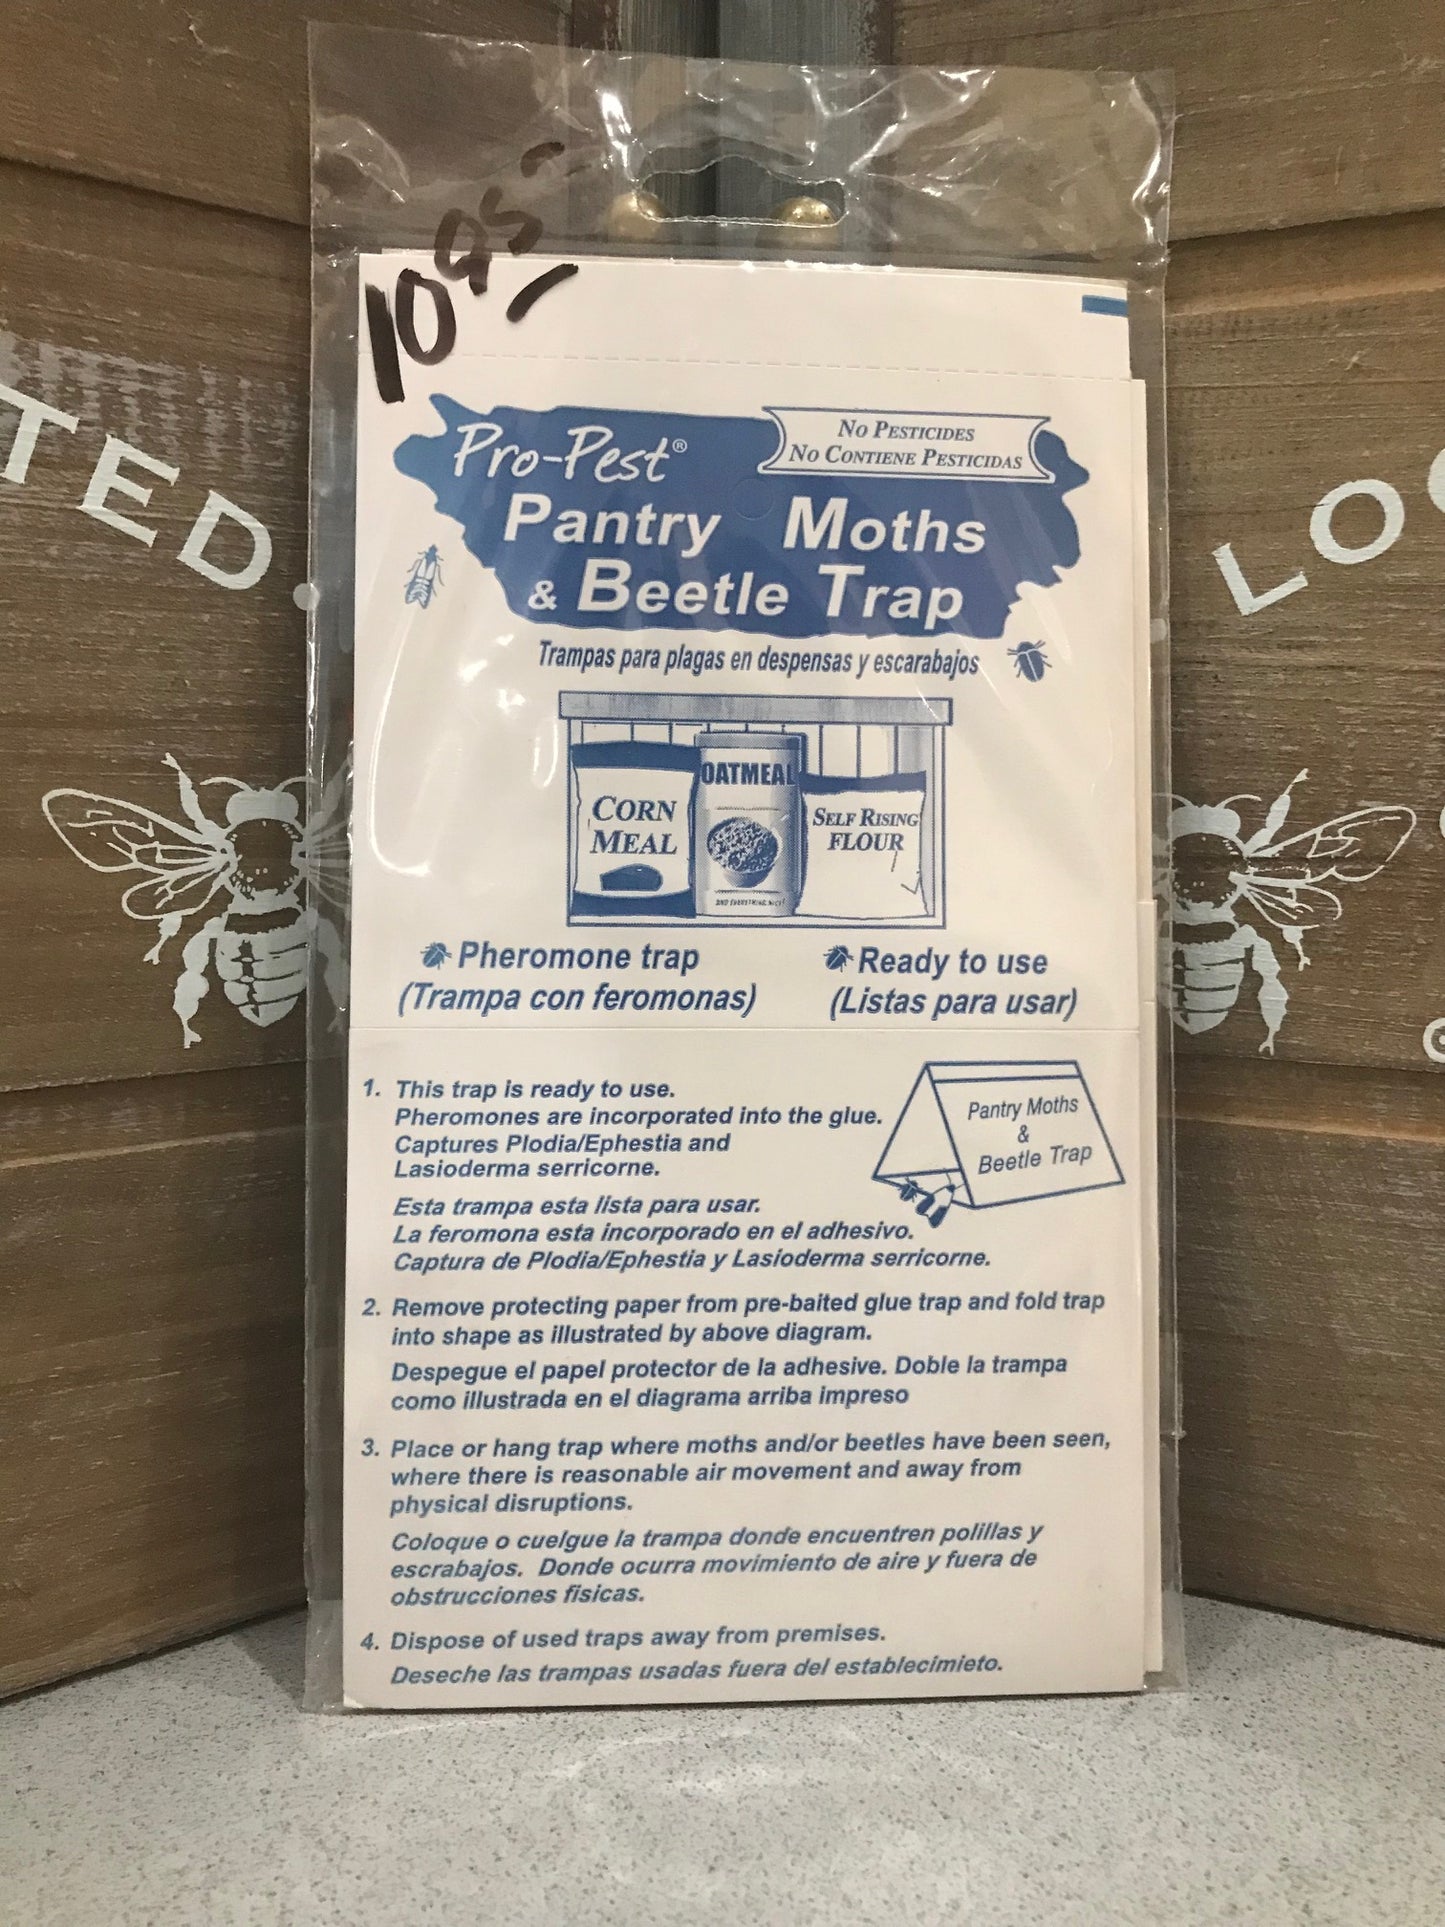 10 95
Pro-Pest®
No Pesticides
No Contiene Pesticidas
Pantry Moths
& Beetle Trap
Trampas para plagas en despensas y escarabajos
CORN
MEAL
OATMEAL
AND EVERYTHING NICE!
SELF RISING
FLOUR
Pheromone trap
(Trampa con feromonas)
Ready to use
(Listas para usar)
1. This trap is ready to use.
Pheromones are incorporated into the glue.
Captures Plodia/Ephestia and
Lasioderma serricorne.
Esta trampa esta lista para usar.
La feromona esta incorporado en el adhesivo.
Captura de Plodia/Ephestia y Lasioderma serricorne.
Pantry Moths
&
Beetle Trap
2. Remove protecting paper from pre-baited glue trap and fold trap
into shape as illustrated by above diagram.
Despegue el papel protector de la adhesive. Doble la trampa
como illustrada en el diagrama arriba impreso
3. Place or hang trap where moths and/or beetles have been seen,
where there is reasonable air movement and away from
physical disruptions.
Coloque o cuelgue la trampa donde encuentren polillas y
escrabajos. Donde ocurra movimiento de aire y fuera de
obstrucciones fisicas.
4. Dispose of used traps away from premises.
Deseche las trampas usadas fuera del establecimieto.
TED.
LO